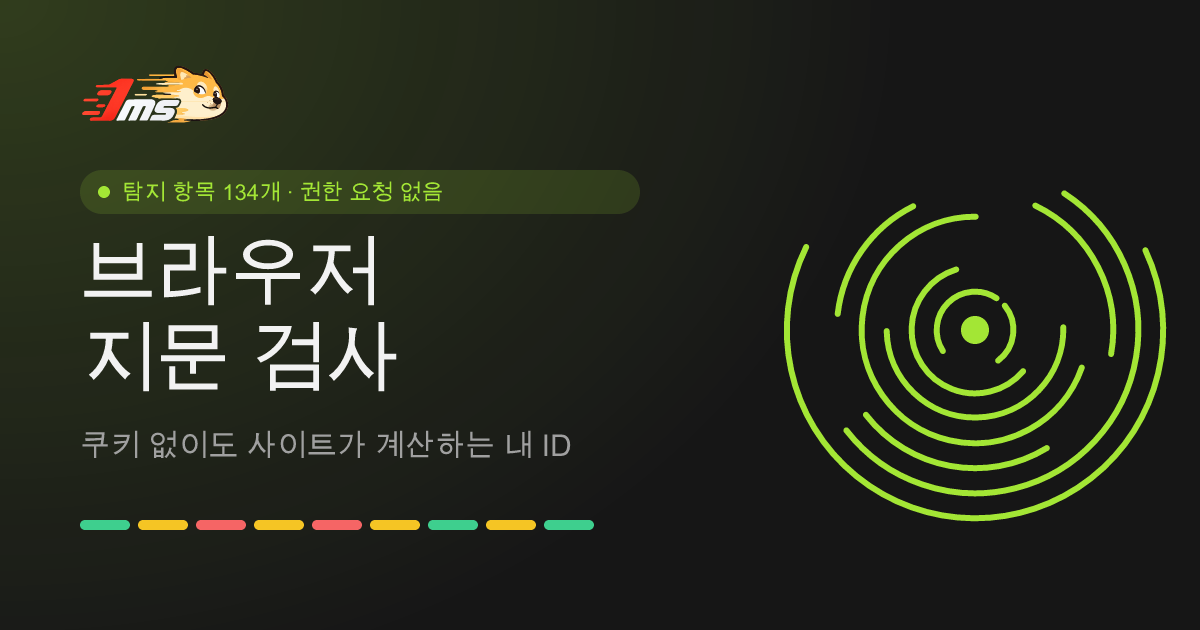 1ms
탐지 항목 134개 · 권한 요청 없음
브라우저
지문 검사
쿠키 없이도 사이트가 계산하는 내 ID